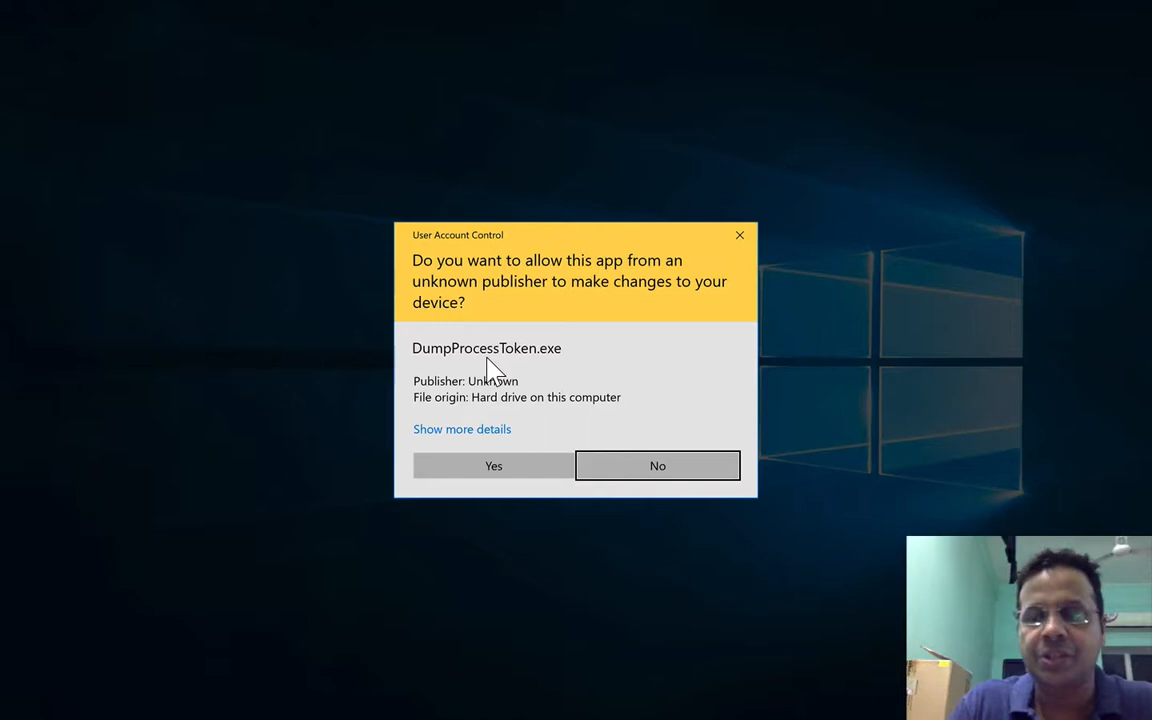 User Account Control
Do you want to allow this app from an
unknown publisher to make changes to your
device?
DumpProcessToken.exe
Publisher: Unknown
File origin: Hard drive on this computer
Show more details
Yes
No